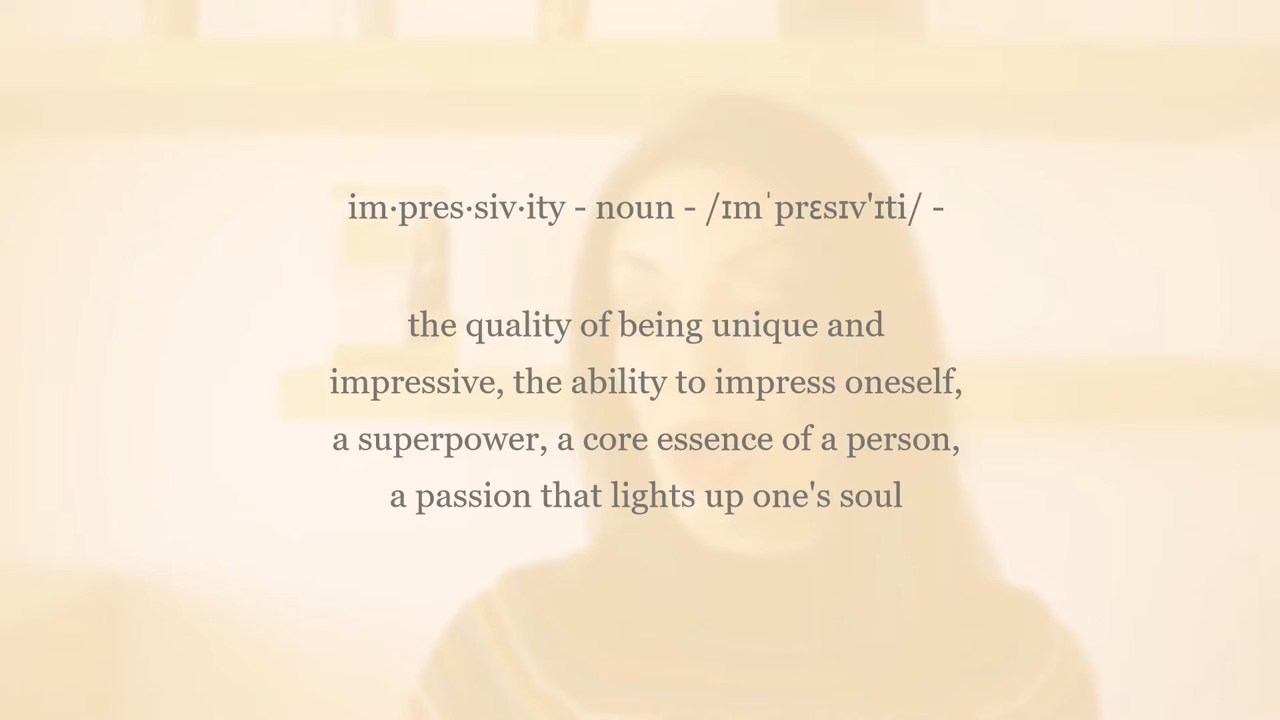 im·pres·siv·ity - noun - /ɪmˈprɛsɪv'ɪti/ -
the quality of being unique and
impressive, the ability to impress oneself,
a superpower, a core essence of a person,
a passion that lights up one's soul